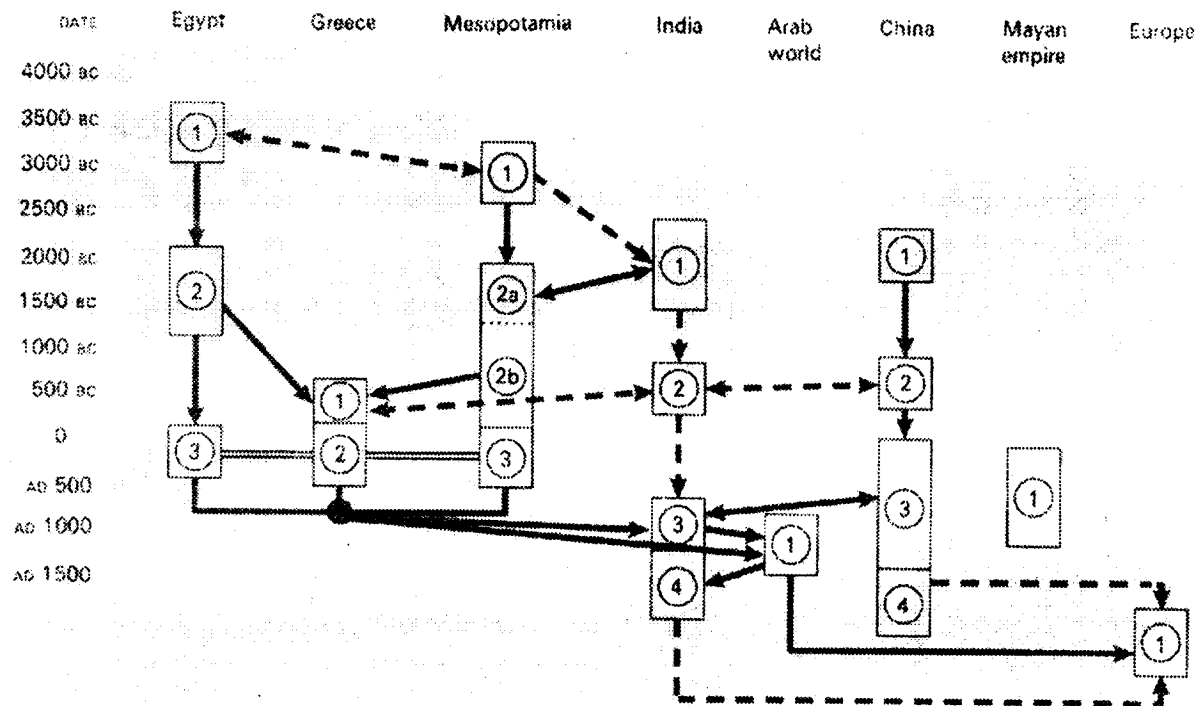 DATE Egypt Greece Mesopotamia India Arab world China Mayan empire Europe
4000 BC
3500 BC
1
3000 BC
1
2500 BC
2000 BC
1
1
2
1500 BC
2a
1000 BC
2b
500 BC
1
2
2
0
3
2
3
AD 500
1
3
AD 1000
3
1
AD 1500
4
4
1